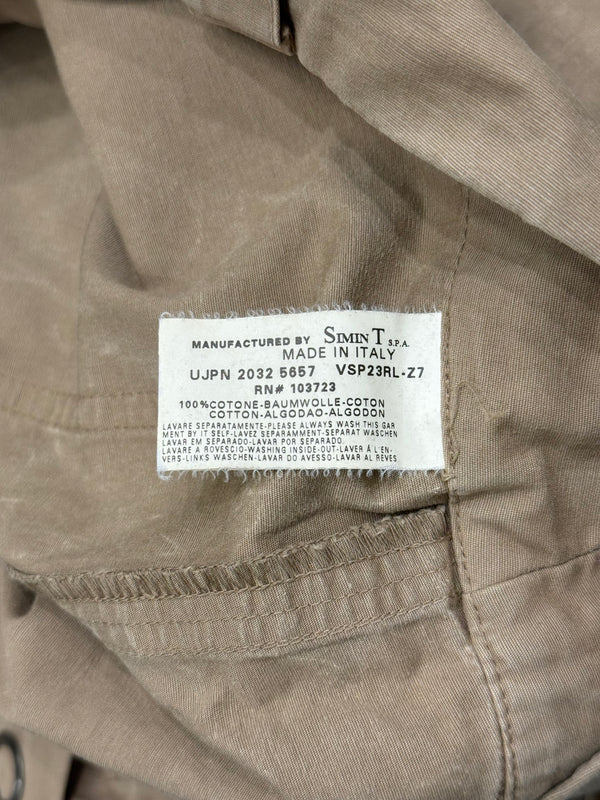 MANUFACTURED BY SIMINT S.P.A.
MADE IN ITALY
UJPN 2032 5657 VSP23RL-Z7
RN# 103723
100%COTONE-BAUMWOLLE-COTON
COTTON-ALGODAO-ALGODON
LAVARE SEPARATAMENTE-PLEASE ALWAYS WASH THIS GAR
MENT BY IT SELF-LAVEZ SEPARAMMENT-SEPARAT WASCHEN
LAVAR EM SEPARADO-LAVAR POR SEPARADO.
LAVARE A ROVESCIO-WASHING INSIDE-OUT-LAVER Á L'EN-
VERS-LINKS WASCHEN-LAVAR DO AVESSO-LAVAR AL REVES